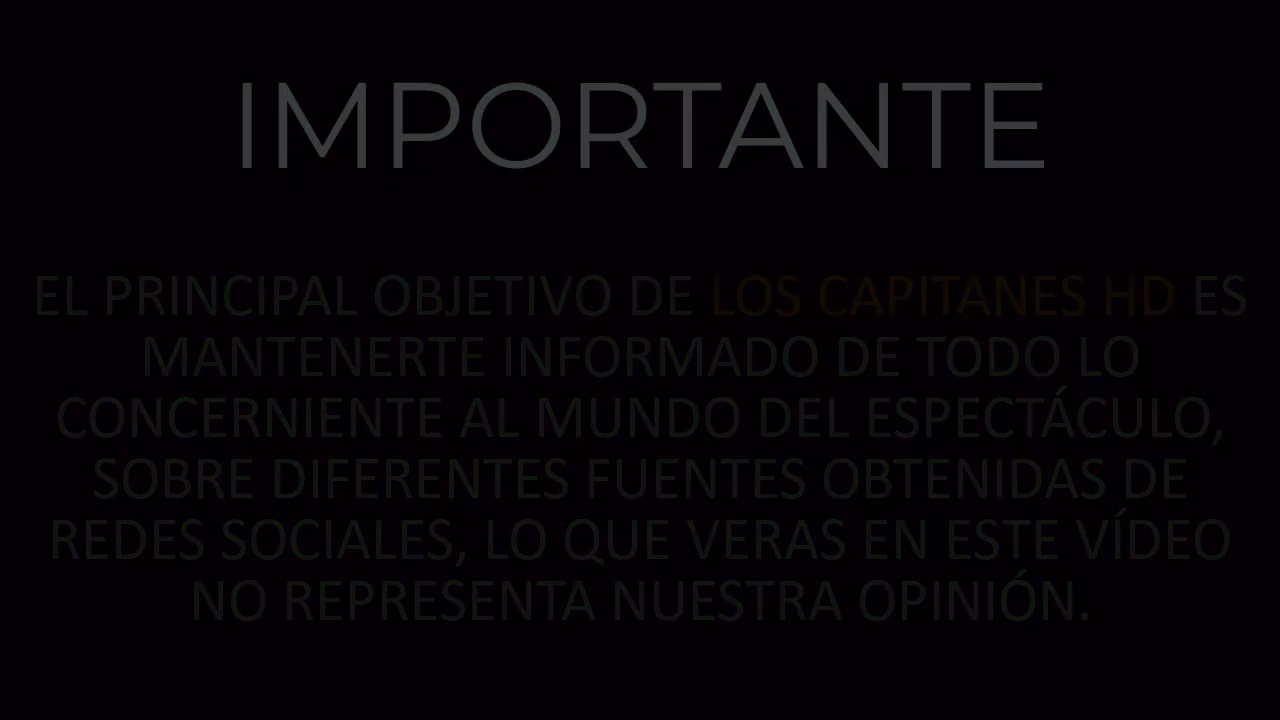 IMPORTANTE
EL PRINCIPAL OBJETIVO DE LOS CAPITANES HD ES
MANTENERTE INFORMADO DE TODO LO
CONCERNIENTE AL MUNDO DEL ESPECTÁCULO,
SOBRE DIFERENTES FUENTES OBTENIDAS DE
REDES SOCIALES, LO QUE VERAS EN ESTE VÍDEO
NO REPRESENTA NUESTRA OPINIÓN.